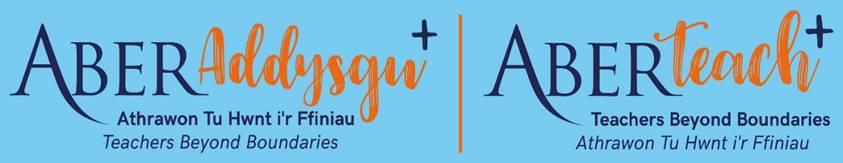 ABERAddysgu+
Athrawon Tu Hwnt i'r Ffiniau
Teachers Beyond Boundaries
ABERteach+
Teachers Beyond Boundaries
Athrawon Tu Hwnt i'r Ffiniau